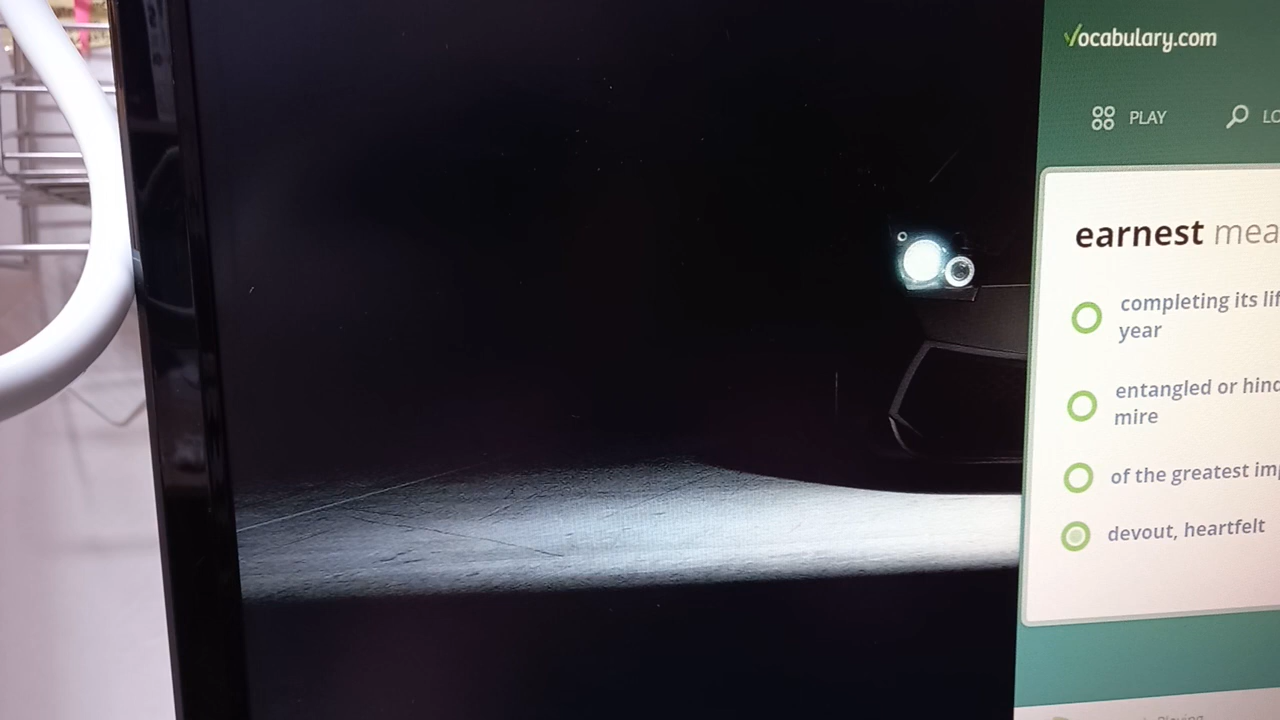 Vocabulary.com
PLAY
earnest
completing its
year
entangled or
mire
of the greatest
devout, heartfelt